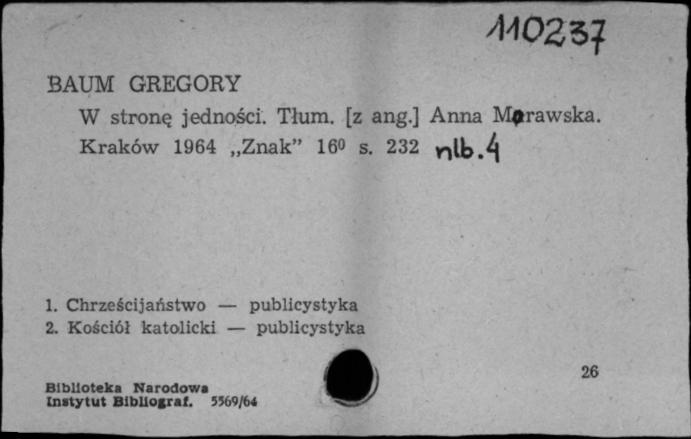 110237
BAUM GREGORY
W stronę jedności. Tłum. [z ang.] Anna Morawska.
Kraków 1964 „Znak” 16⁰ s. 232 nlb. 4
1. Chrześcijaństwo — publicystyka
2. Kościół katolicki — publicystyka
26
Biblioteka Narodowa
Instytut Bibliograf. 5569/64